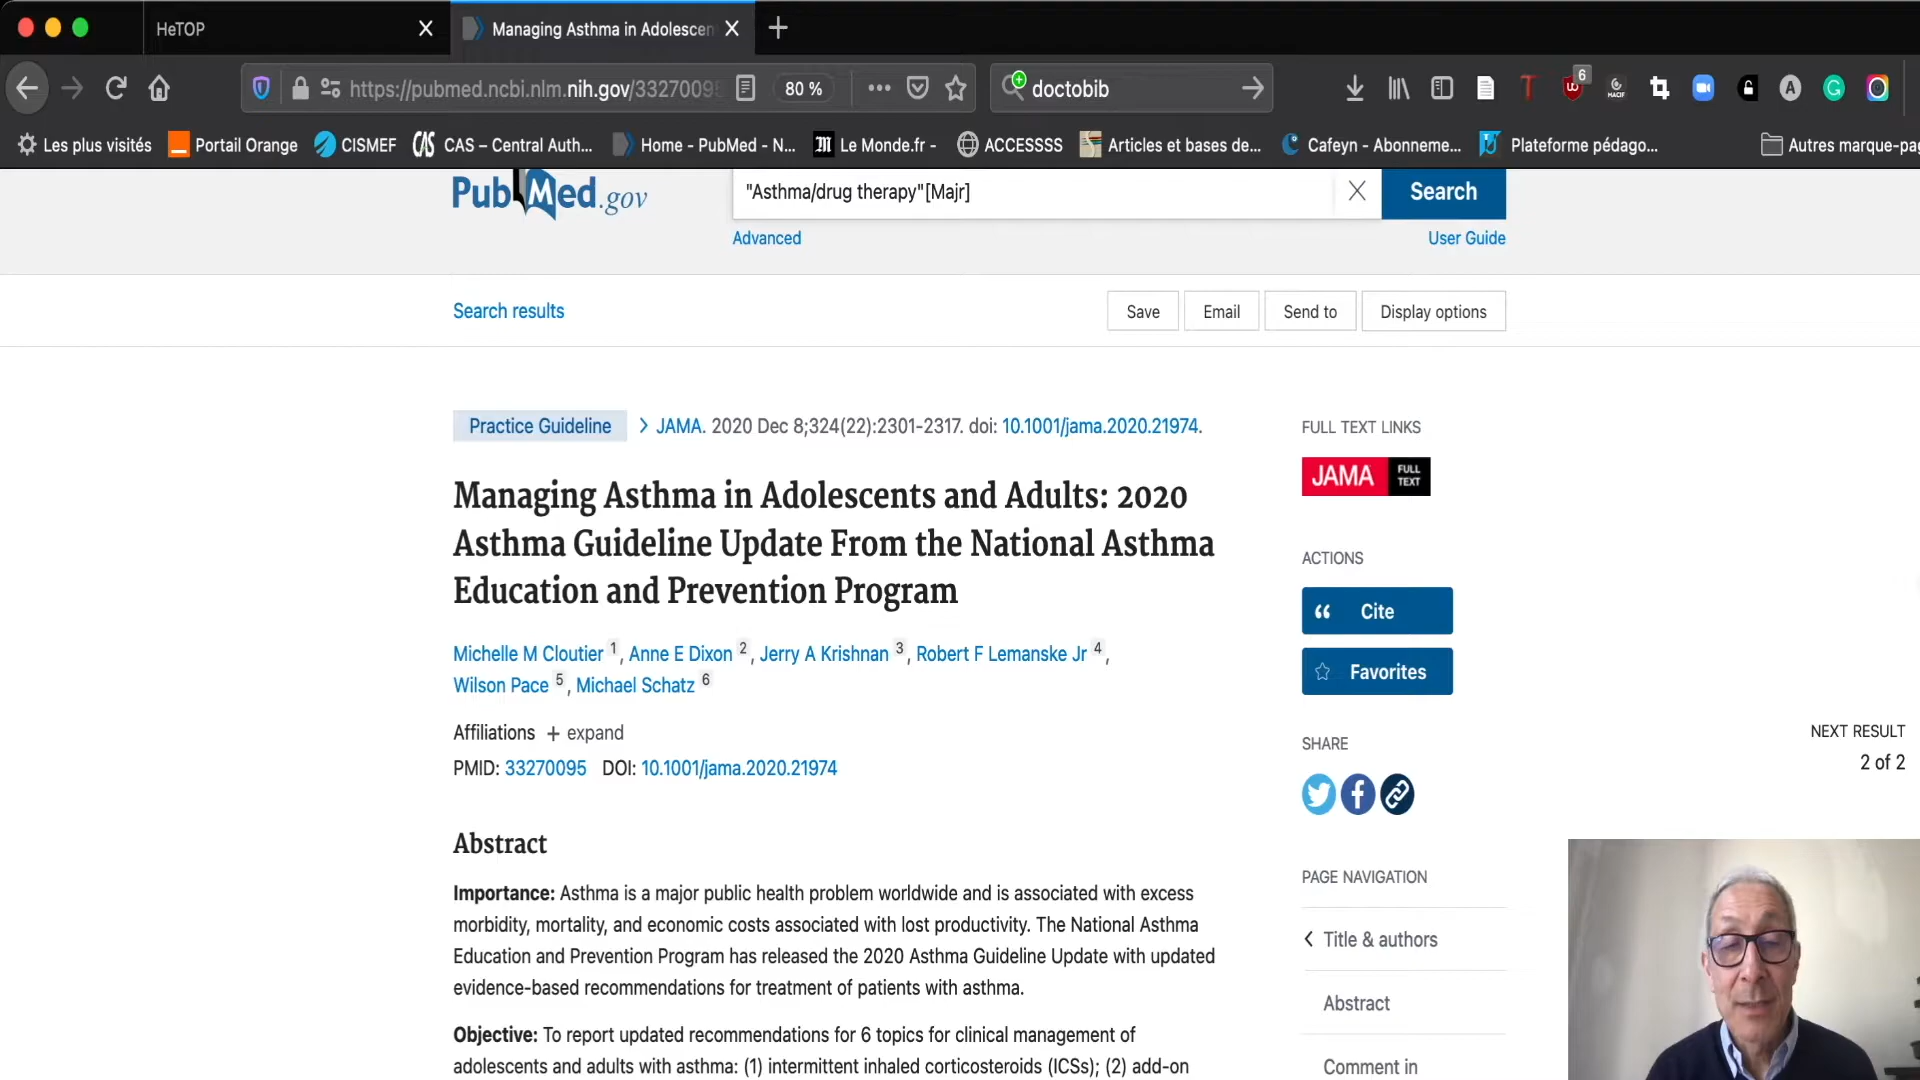 HeTOP
Managing Asthma in Adolescen
https://pubmed.ncbi.nlm.nih.gov/33270095
80 %
doctobib
6
Les plus visités
Portail Orange
CISMEF
CAS – Central Auth...
Home - PubMed - N...
Le Monde.fr -
ACCESSSS
Articles et bases de...
Cafeyn - Abonneme...
Plateforme pédago...
Autres marque-pag
PubMed.gov
"Asthma/drug therapy"[Majr]
Search
Advanced
User Guide
Search results
Save
Email
Send to
Display options
Practice Guideline
JAMA. 2020 Dec 8;324(22):2301-2317. doi: 10.1001/jama.2020.21974.
Managing Asthma in Adolescents and Adults: 2020
Asthma Guideline Update From the National Asthma
Education and Prevention Program
Michelle M Cloutier 1, Anne E Dixon 2, Jerry A Krishnan 3, Robert F Lemanske Jr 4,
Wilson Pace 5, Michael Schatz 6
Affiliations + expand
PMID: 33270095 DOI: 10.1001/jama.2020.21974
Abstract
Importance: Asthma is a major public health problem worldwide and is associated with excess
morbidity, mortality, and economic costs associated with lost productivity. The National Asthma
Education and Prevention Program has released the 2020 Asthma Guideline Update with updated
evidence-based recommendations for treatment of patients with asthma.
Objective: To report updated recommendations for 6 topics for clinical management of
adolescents and adults with asthma: (1) intermittent inhaled corticosteroids (ICSs); (2) add-on
FULL TEXT LINKS
JAMA FULL TEXT
ACTIONS
Cite
Favorites
SHARE
PAGE NAVIGATION
Title & authors
Abstract
Comment in
NEXT RESULT
2 of 2